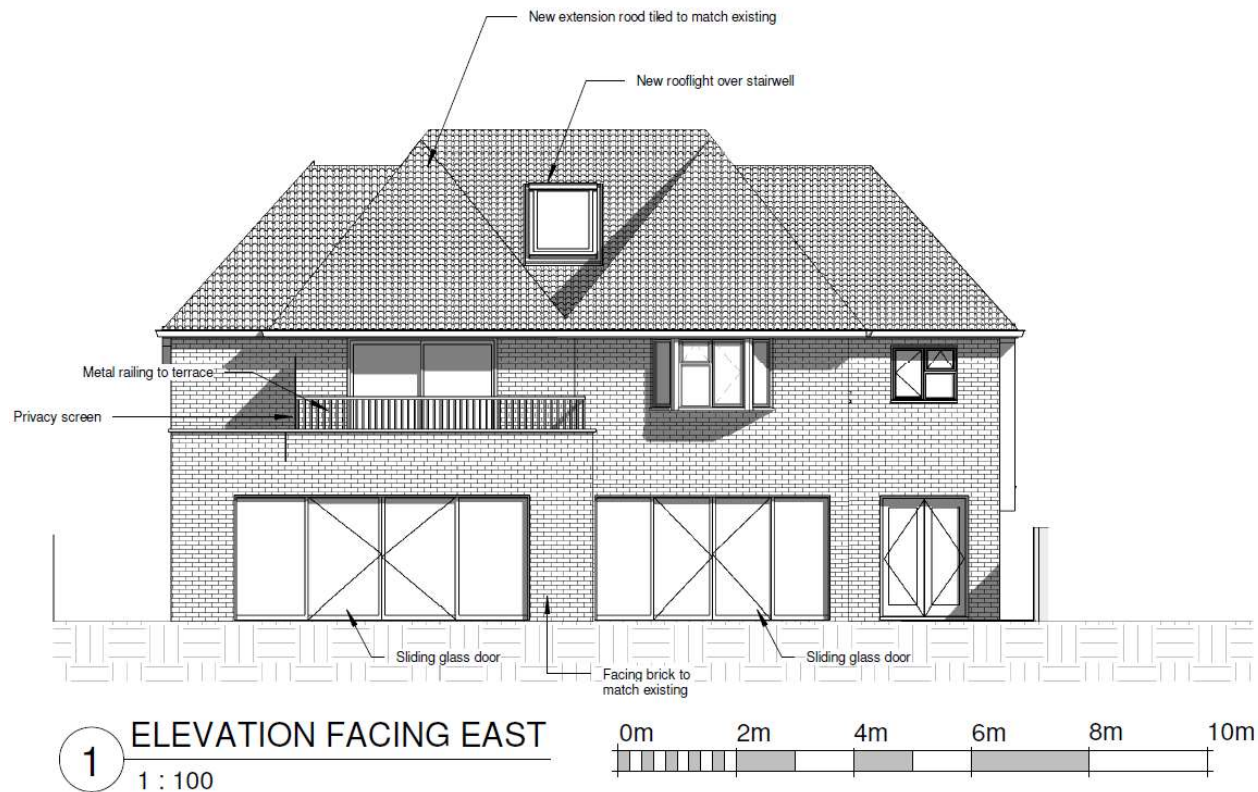 New extension rood tiled to match existing
New rooflight over stairwell
Metal railing to terrace
Privacy screen
Sliding glass door
Sliding glass door
Facing brick to
match existing
1
ELEVATION FACING EAST
1 : 100
0m 2m 4m 6m 8m 10m